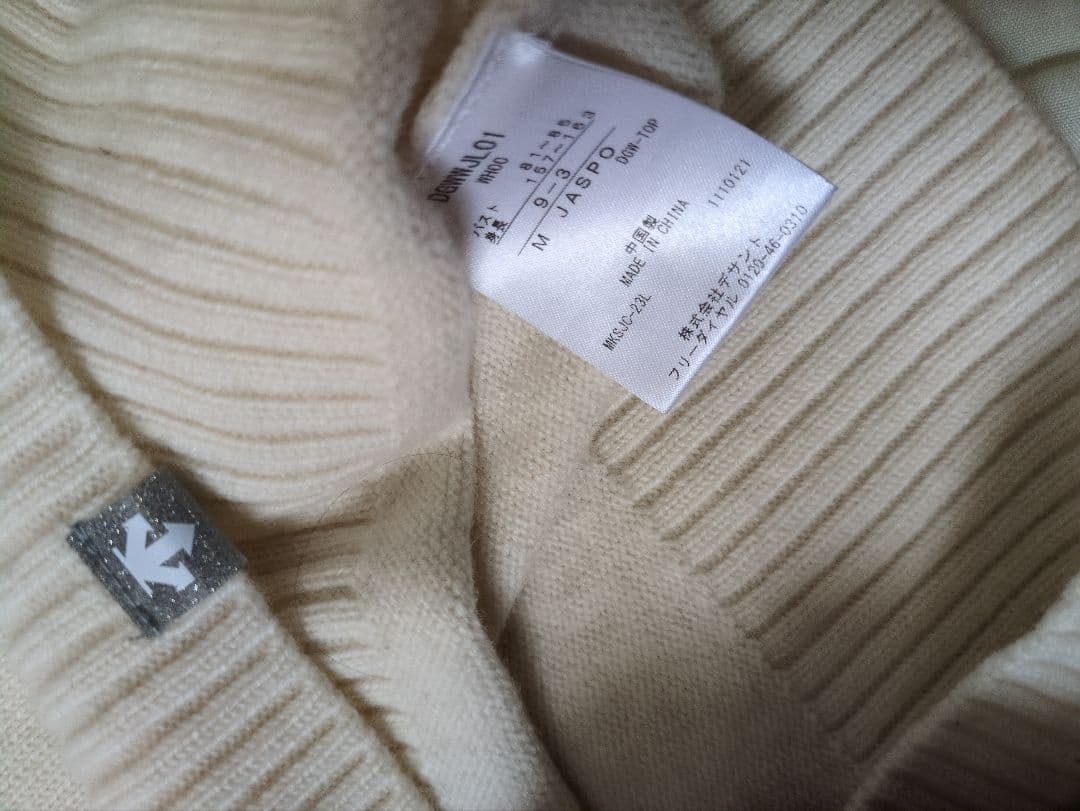 DGWNJL01
WH00
バスト 81~85
身長 157~163
9-3
M JASPO
DGW-TOP
中国製
MADE IN CHINA
1110121
MKSJC-23L
株式会社デサント
フリーダイヤル 0120-46-0310